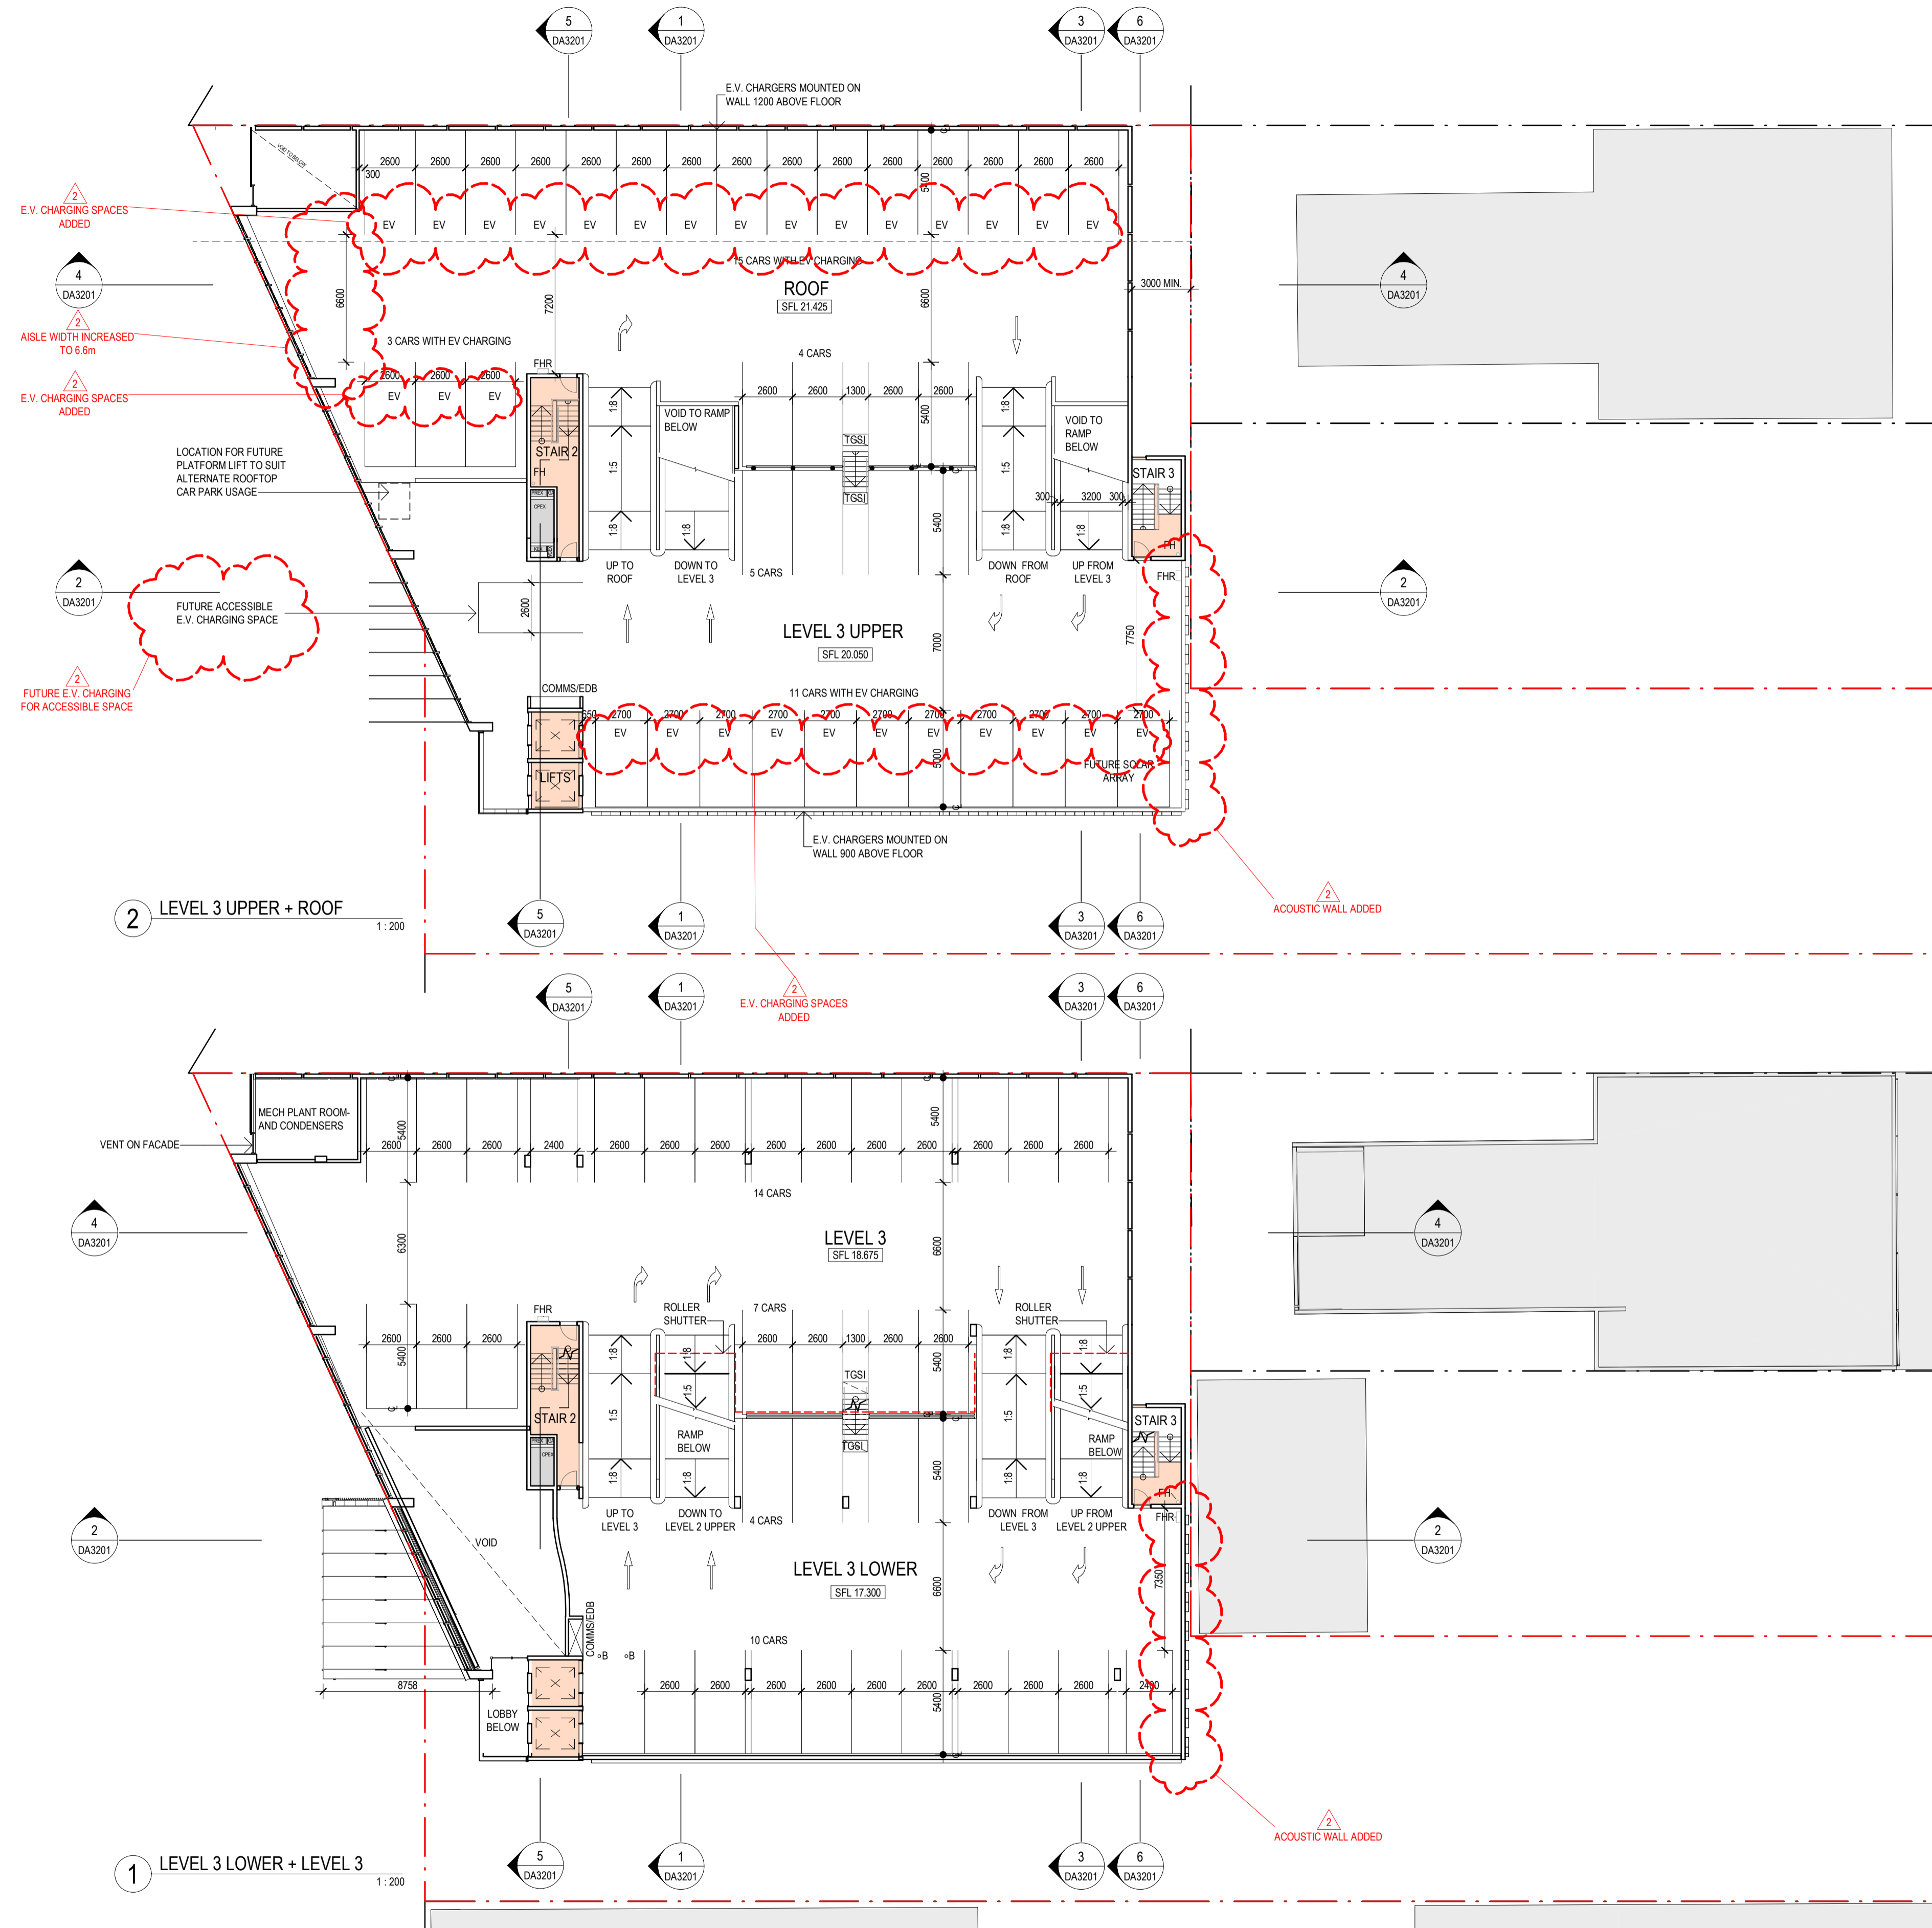 5
DA3201
1
DA3201
3
DA3201
6
DA3201
E.V. CHARGERS MOUNTED ON
WALL 1200 ABOVE FLOOR
VOID TO BELOW
2600 2600 2600 2600 2600 2600 2600 2600 2600 2600 2600 2600 2600 2600 2600
300
5400
2
E.V. CHARGING SPACES
ADDED
EV EV EV EV EV EV EV EV EV EV EV EV EV EV EV
15 CARS WITH EV CHARGING
4
DA3201
6600
7200
ROOF
SFL 21.425
6600
3000 MIN.
4
DA3201
2
AISLE WIDTH INCREASED
TO 6.6m
3 CARS WITH EV CHARGING
4 CARS
FHR
2
E.V. CHARGING SPACES
ADDED
2600 2600 2600
EV EV EV
2600 2600 1300 2600 2600
1:8
VOID TO RAMP
BELOW
5400
1:8
VOID TO
RAMP
BELOW
LOCATION FOR FUTURE
PLATFORM LIFT TO SUIT
ALTERNATE ROOFTOP
CAR PARK USAGE
STAIR 2
FH
CPEX
1:5
TGSI
TGSI
1:5
STAIR 3
300 3200 300
1:8
1:8
5400
1:8
1:8
FH
UP TO
ROOF
DOWN TO
LEVEL 3
5 CARS
DOWN FROM
ROOF
UP FROM
LEVEL 3
FHR
2
DA3201
FUTURE ACCESSIBLE
E.V. CHARGING SPACE
2600
2
DA3201
LEVEL 3 UPPER
SFL 20.050
7000
7750
2
FUTURE E.V. CHARGING
FOR ACCESSIBLE SPACE
COMMS/EDB
11 CARS WITH EV CHARGING
2700 2700 2700 2700 2700 2700 2700 2700 2700 2700 2700
EV EV EV EV EV EV EV EV EV EV EV
5000
FUTURE SOLAR
ARRAY
LIFTS
E.V. CHARGERS MOUNTED ON
WALL 900 ABOVE FLOOR
2
ACOUSTIC WALL ADDED
2
LEVEL 3 UPPER + ROOF
1 : 200
5
DA3201
1
DA3201
3
DA3201
6
DA3201
2
E.V. CHARGING SPACES
ADDED
5
DA3201
1
DA3201
3
DA3201
6
DA3201
MECH PLANT ROOM-
AND CONDENSERS
VENT ON FACADE
5400
5400
2600 2600 2600 2400 2600 2600 2600 2600 2600 2600 2600 2600 2600 2600
14 CARS
4
DA3201
6300
LEVEL 3
SFL 18.675
6600
4
DA3201
FHR
ROLLER
SHUTTER
7 CARS
ROLLER
SHUTTER
2600 2600 2600
5400
1:8
1:8
2600 2600 1300 2600 2600
5400
1:8
1:8
TGSI
1:5
1:5
STAIR 2
CPEX
1:5
RAMP
BELOW
TGSI
1:5
RAMP
BELOW
STAIR 3
1:8
1:8
5400
1:8
1:8
FH
FHR
UP TO
LEVEL 3
DOWN TO
LEVEL 2 UPPER
4 CARS
DOWN FROM
LEVEL 3
UP FROM
LEVEL 2 UPPER
2
DA3201
VOID
2
DA3201
LEVEL 3 LOWER
SFL 17.300
6600
7350
COMMS/EDB
B B
10 CARS
8758
2600 2600 2600 2600 2600 2600 2600 2600 2600 2400
5400
LOBBY
BELOW
2
ACOUSTIC WALL ADDED
1
LEVEL 3 LOWER + LEVEL 3
1 : 200
5
DA3201
1
DA3201
3
DA3201
6
DA3201